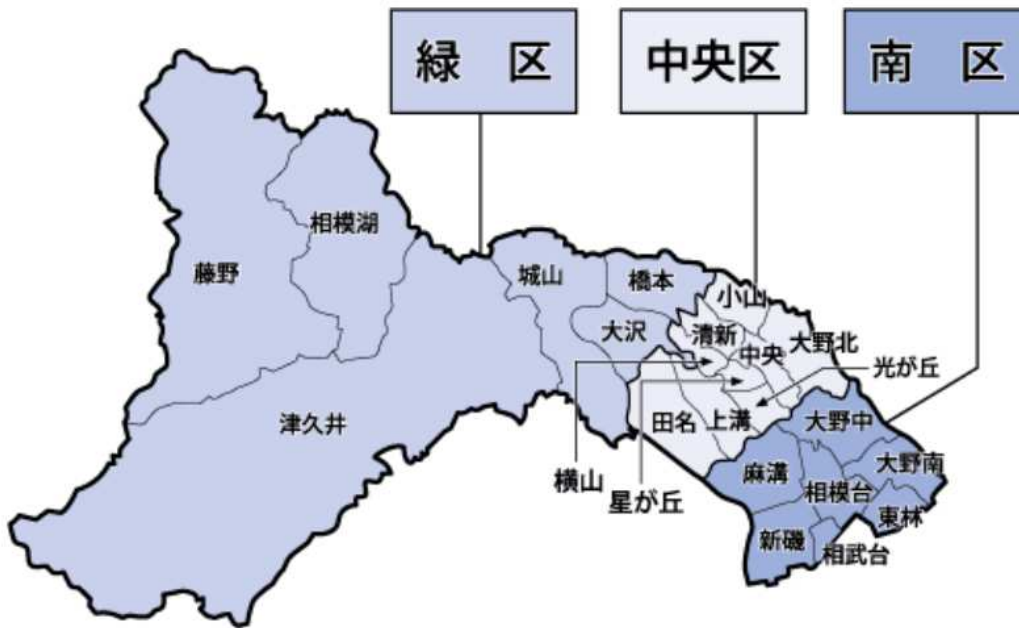 緑 区
中央区
南 区
相模湖
藤野
城山
橋本
小山
大沢
清新
中央
大野北
光が丘
津久井
田名
上溝
大野中
横山
星が丘
麻溝
相模台
大野南
東林
新磯
相武台